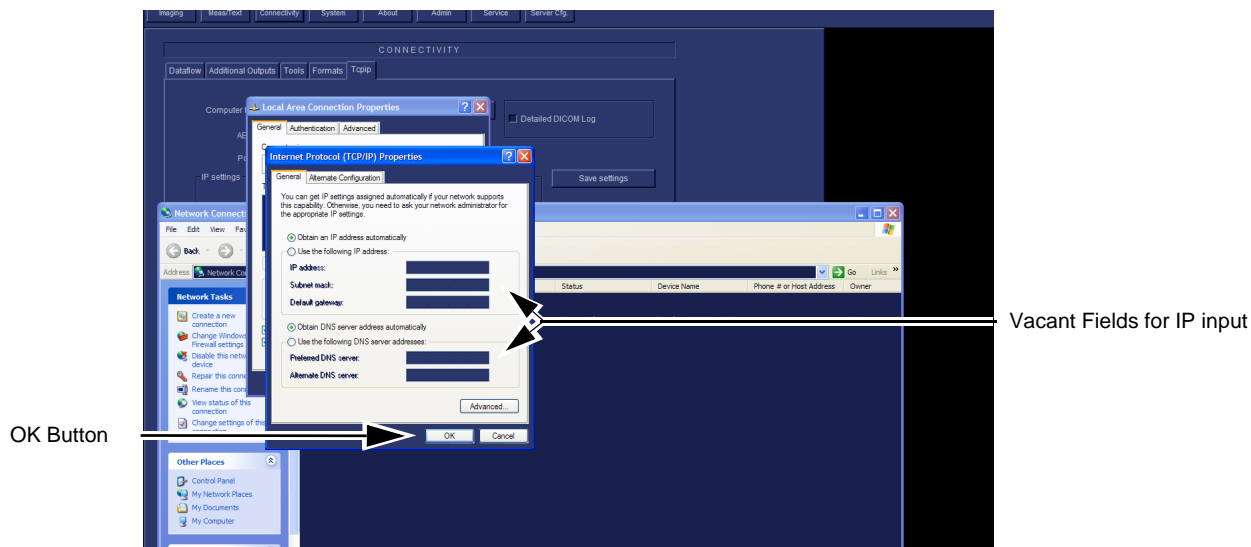 Imaging Meas/Text Connectivity System About Admin Service Server Cfg.
CONNECTIVITY
Dataflow Additional Outputs Tools Formats Tcpip
Computer
Detailed DICOM Log
IP settings
Save settings
Local Area Connection Properties
General Authentication Advanced
Internet Protocol (TCP/IP) Properties
General Alternate Configuration
You can get IP settings assigned automatically if your network supports
this capability. Otherwise, you need to ask your network administrator for
the appropriate IP settings.
Obtain an IP address automatically
Use the following IP address:
IP address:
Subnet mask:
Default gateway:
Obtain DNS server address automatically
Use the following DNS server addresses:
Preferred DNS server:
Alternate DNS server:
Advanced...
OK Cancel
Network Connect
File Edit View Fav
Back
Address Network Co
Go Links »
Status Device Name Phone # or Host Address Owner
Network Tasks
Create a new
connection
Change Windows
Firewall settings
Disable this netw
device
Repair this conne
Rename this con
View status of this
connection
Change settings of this
Other Places
Control Panel
My Network Places
My Documents
My Computer
Vacant Fields for IP input
OK Button